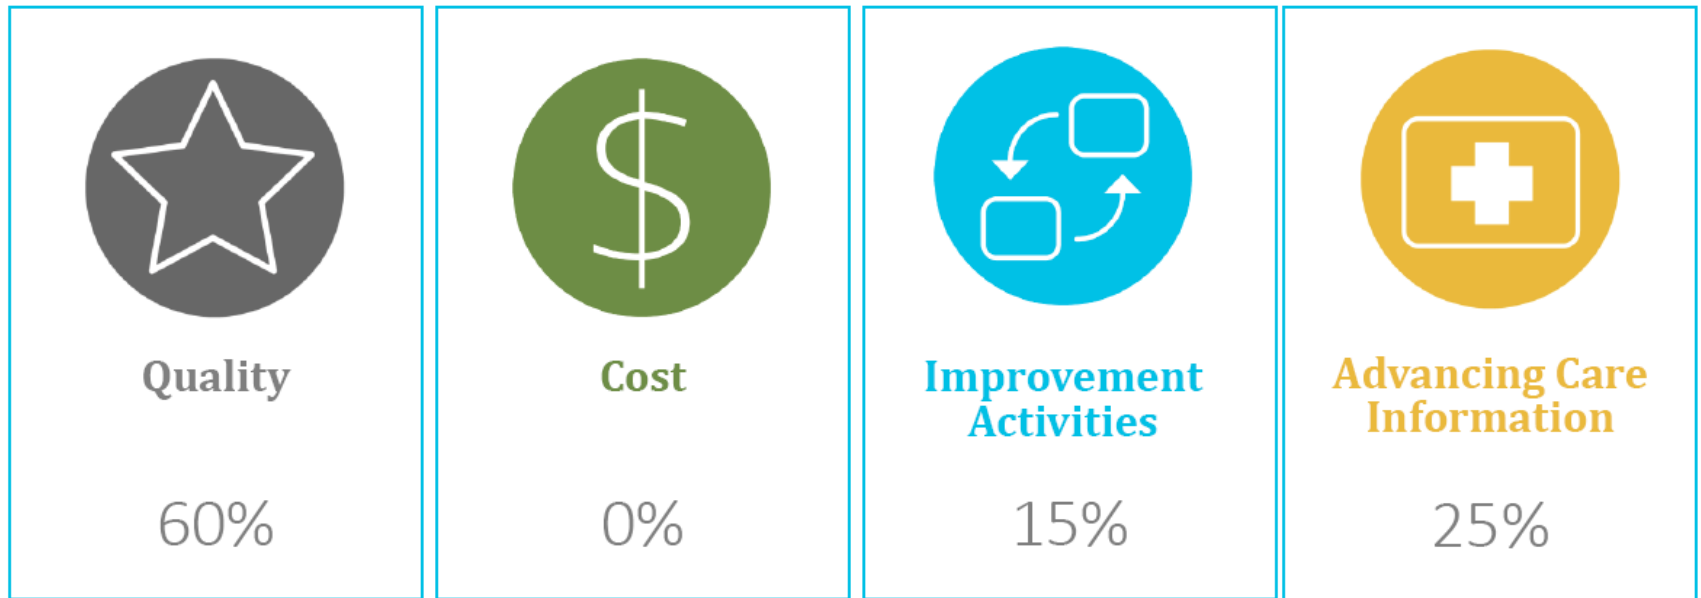 Quality
60%
Cost
0%
Improvement
Activities
15%
Advancing Care
Information
25%